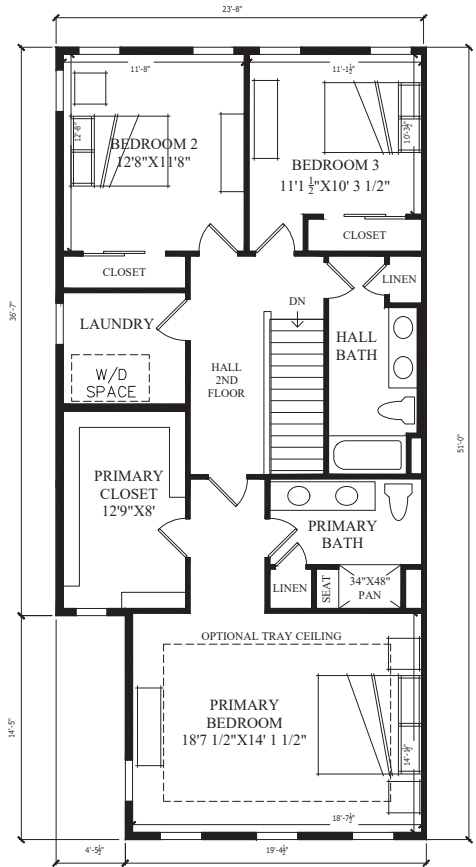 23'-8"
11'-8"
11'-1½"
12'-8"
10'-3½"
BEDROOM 2
12'8"X11'8"
BEDROOM 3
11'1 ½"X10' 3 1/2"
CLOSET
CLOSET
LINEN
36'-7"
LAUNDRY
W/D
SPACE
DN
HALL
2ND
FLOOR
HALL
BATH
51'-0"
PRIMARY
CLOSET
12'9"X8'
PRIMARY
BATH
LINEN
SEAT
34"X48"
PAN
OPTIONAL TRAY CEILING
PRIMARY
BEDROOM
18'7 1/2"X14' 1 1/2"
14'-5"
14'-1½"
18'-7½"
4'-5½"
19'-4½"